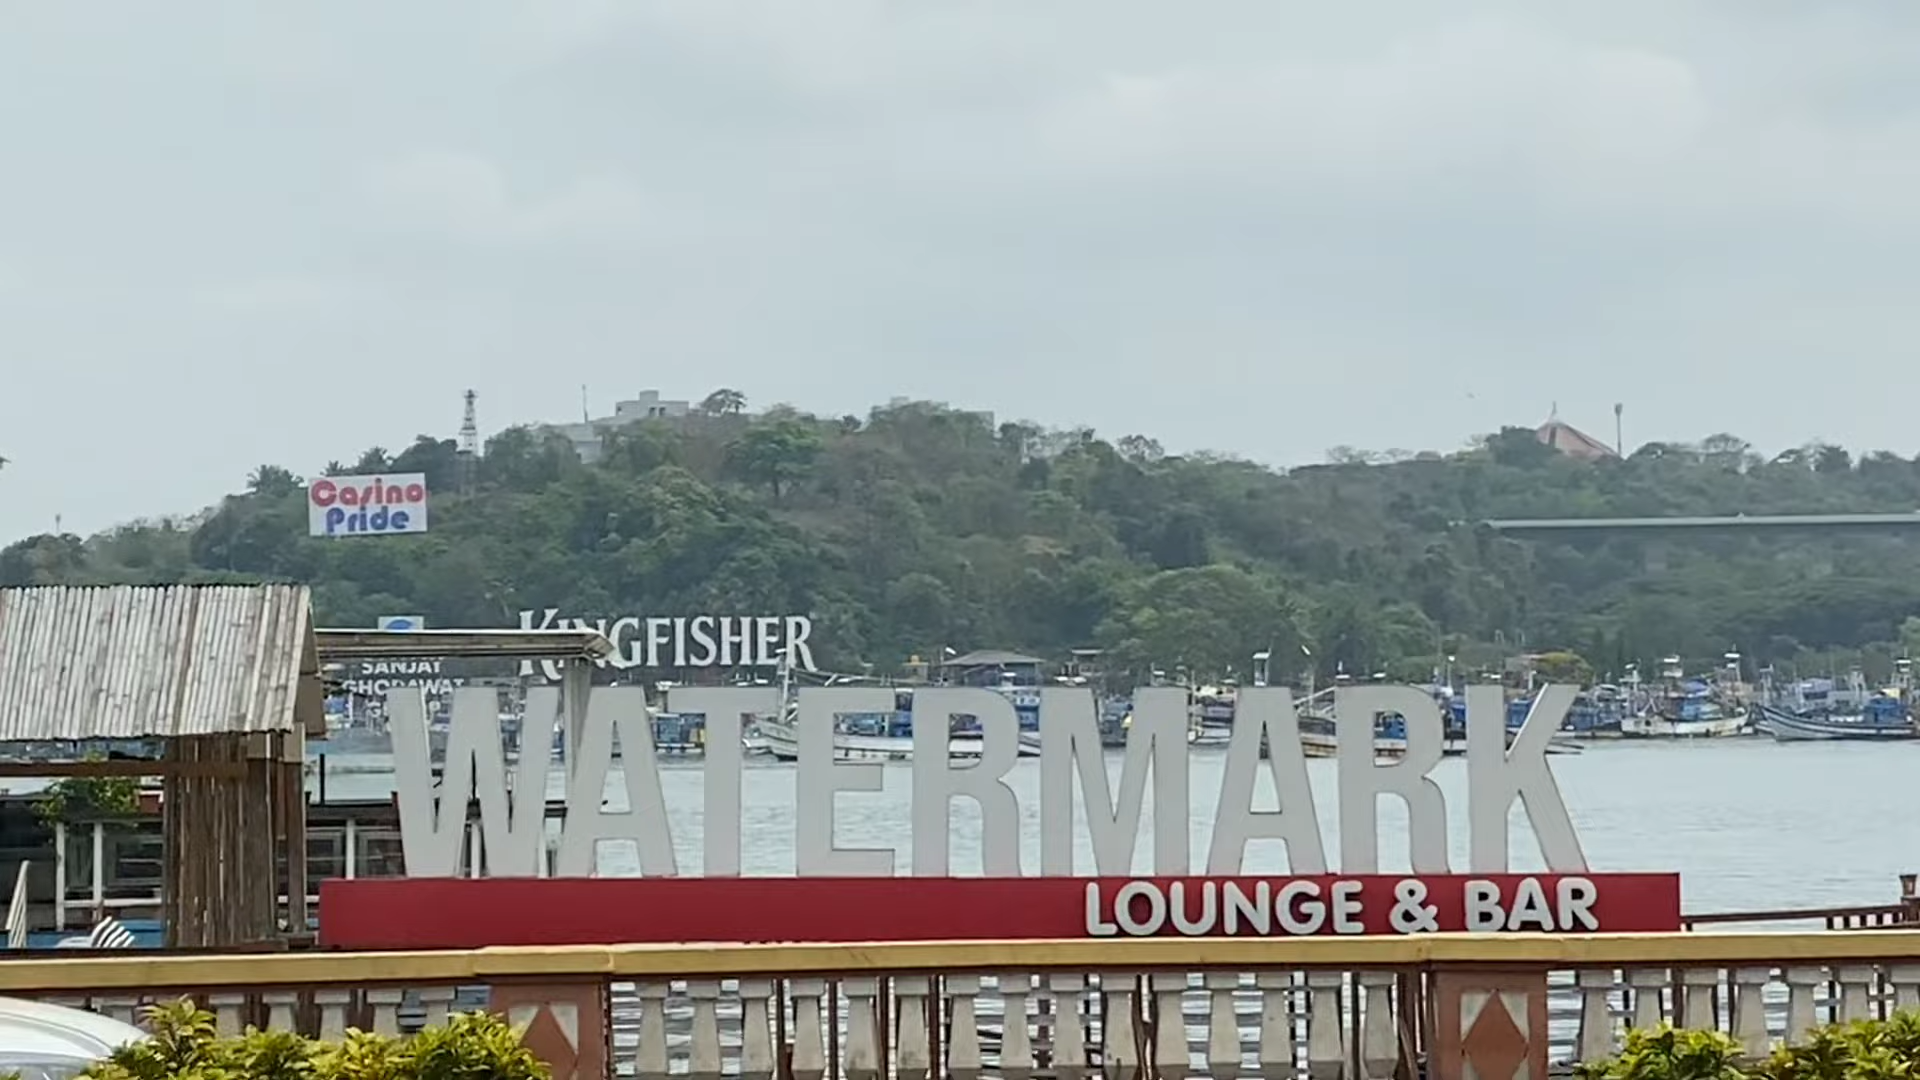 Casino
Pride
KINGFISHER
SANJAY
GHODAWAT
WATERMARK
LOUNGE & BAR